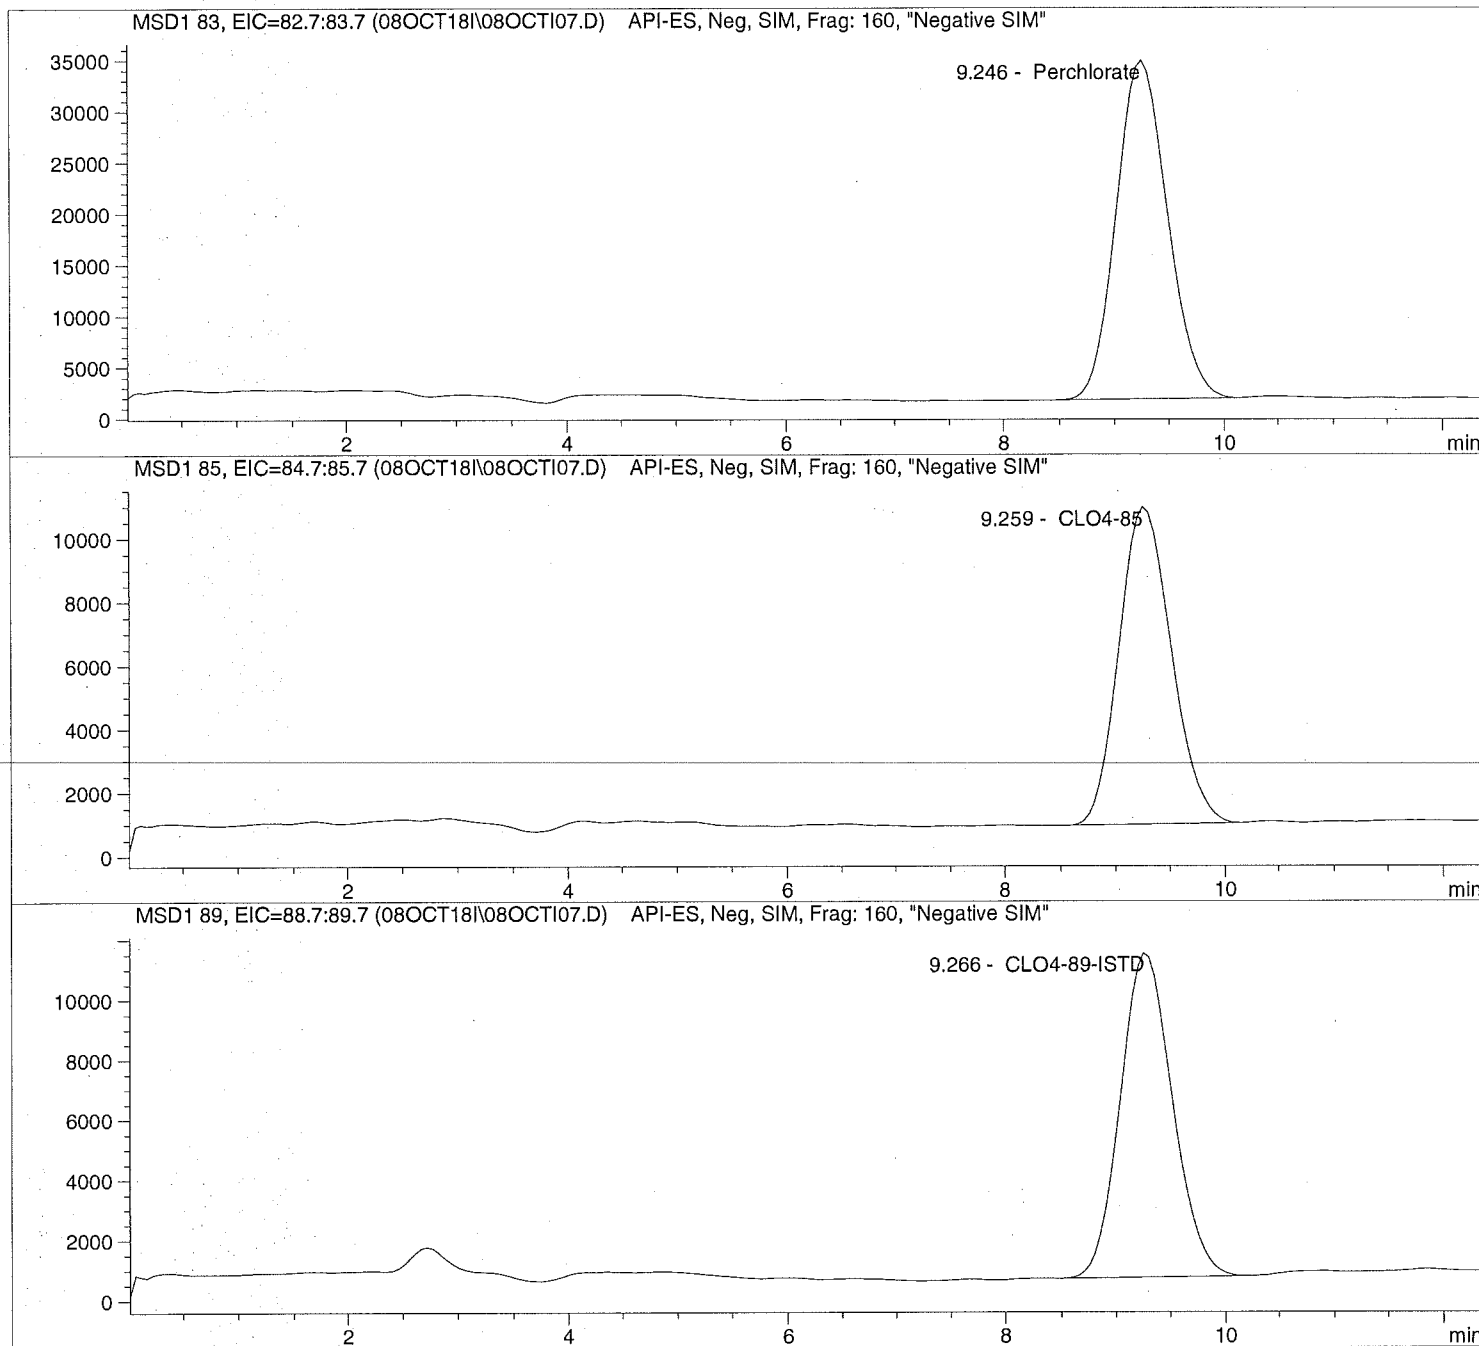 MSD1 83, EIC=82.7:83.7 (08OCT18I\08OCTI07.D) API-ES, Neg, SIM, Frag: 160, "Negative SIM"
35000
9.246 - Perchlorate
30000
25000
20000
15000
10000
5000
0
2 4 6 8 10 min
MSD1 85, EIC=84.7:85.7 (08OCT18I\08OCTI07.D) API-ES, Neg, SIM, Frag: 160, "Negative SIM"
9.259 - CLO4-85
10000
8000
6000
4000
2000
0
2 4 6 8 10 min
MSD1 89, EIC=88.7:89.7 (08OCT18I\08OCTI07.D) API-ES, Neg, SIM, Frag: 160, "Negative SIM"
9.266 - CLO4-89-ISTD
10000
8000
6000
4000
2000
0
2 4 6 8 10 min